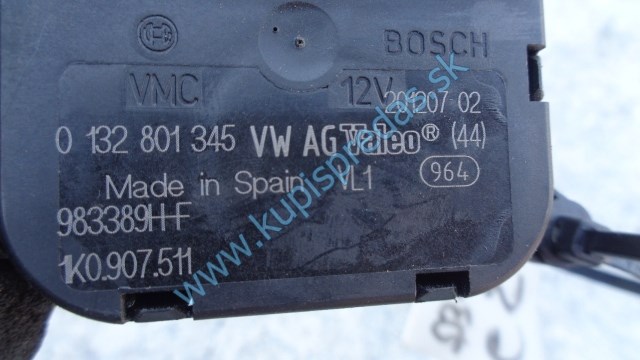 BOSCH
VMC 12V
201207 02
0 132 801 345 VW AG Valeo® (44)
Made in Spain VL1 964
983389H-F
1K0.907.511
www.kupispredas.sk